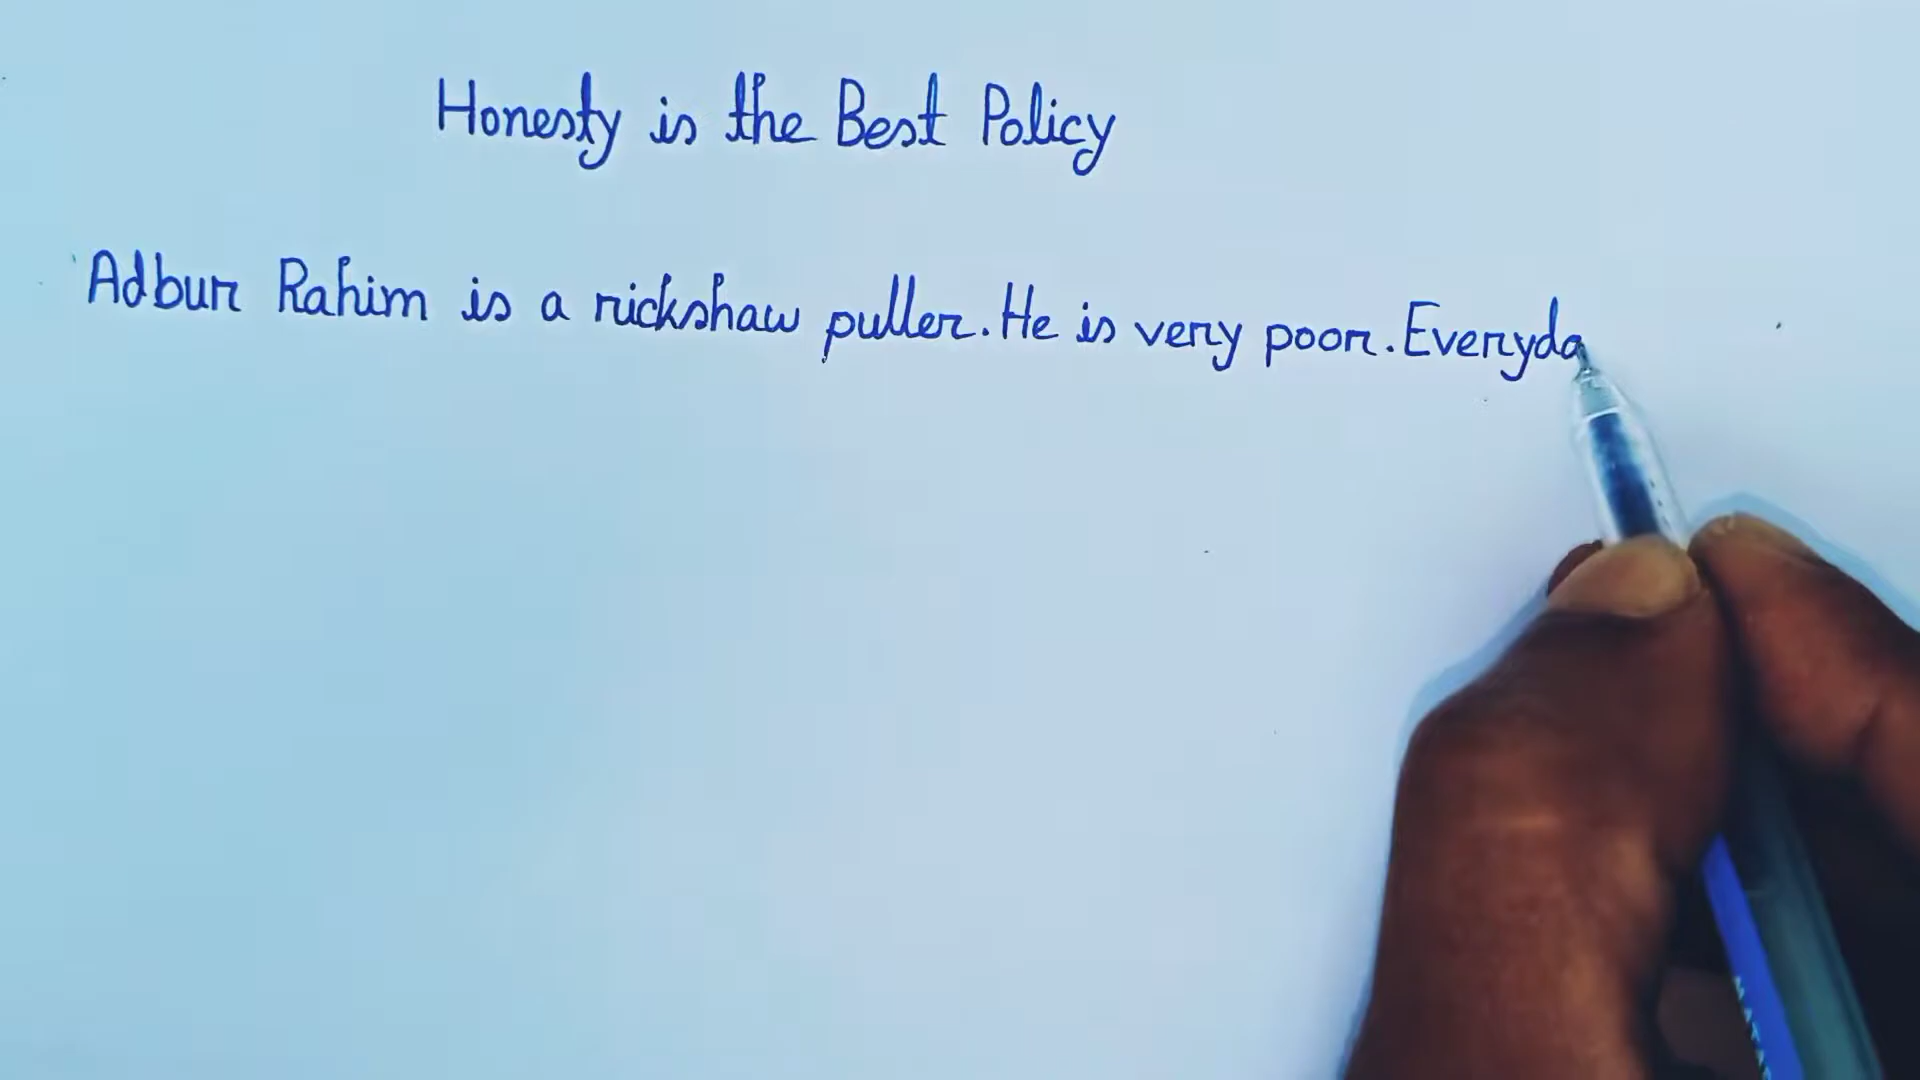 Honesty is the Best Policy
Adbur Rahim is a rickshaw puller. He is very poor. Everyda